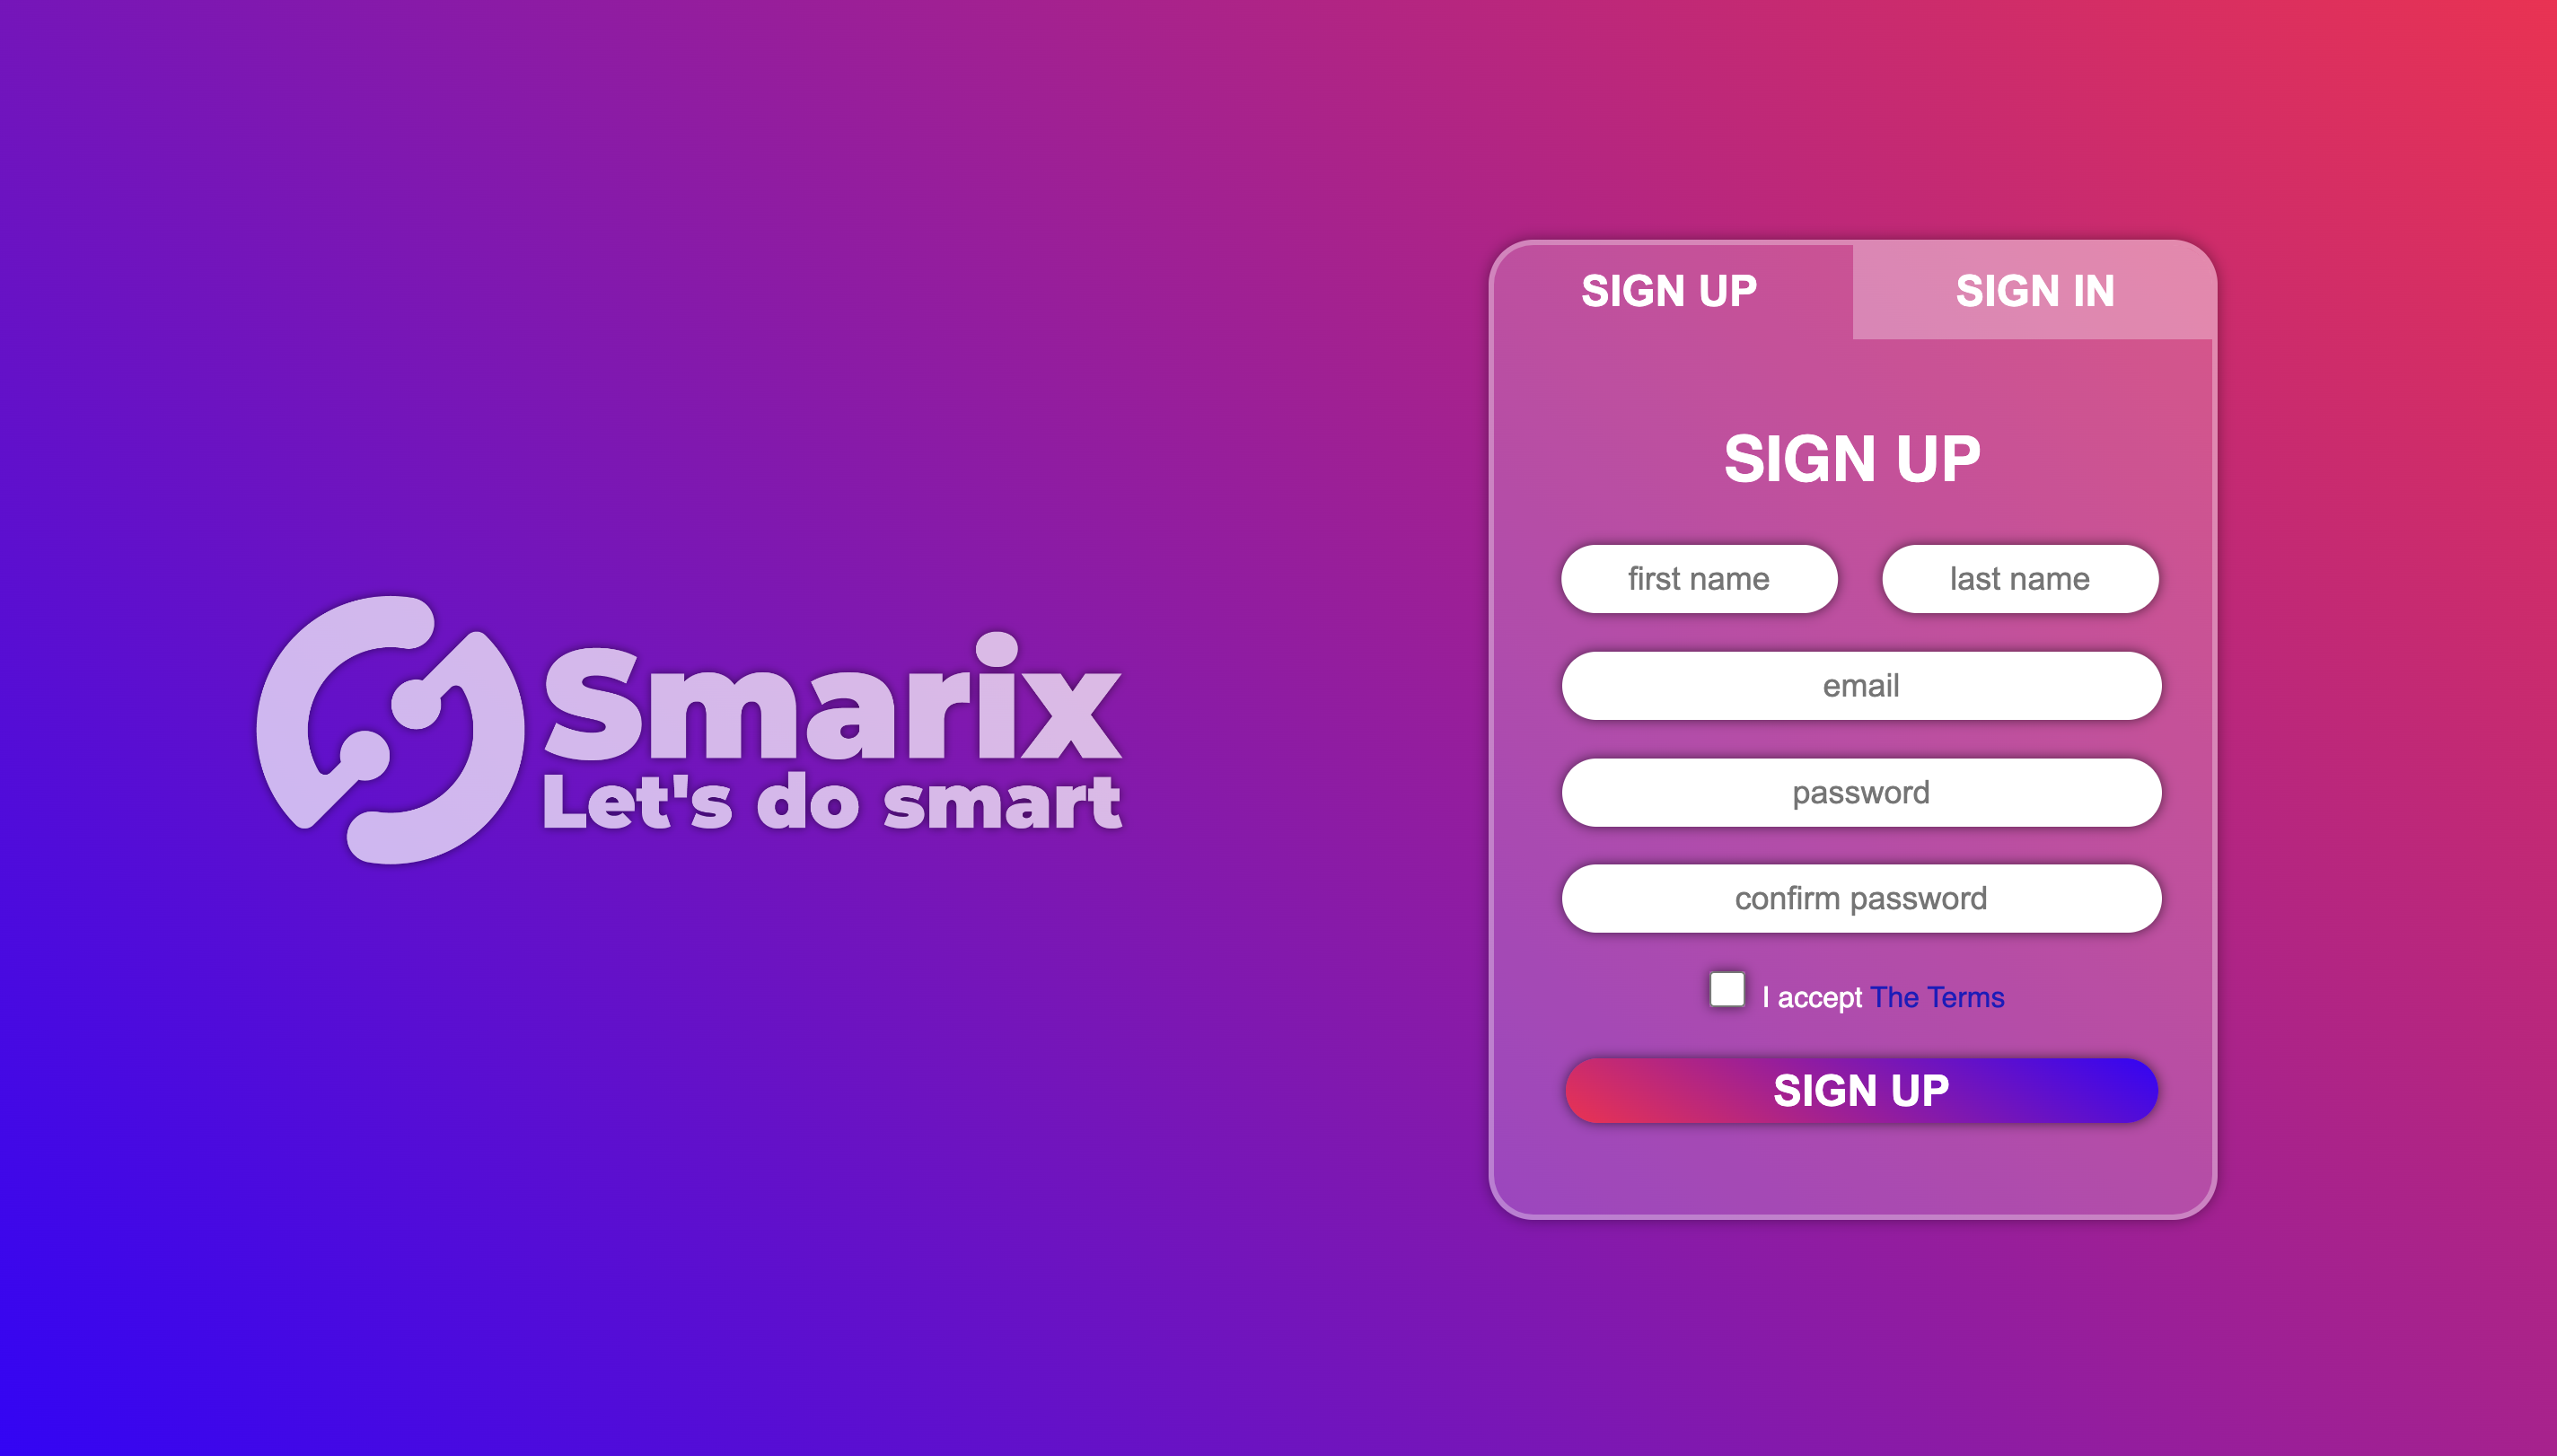 Smarix
Let's do smart
SIGN UP
SIGN IN
SIGN UP
first name
last name
email
password
confirm password
I accept The Terms
SIGN UP